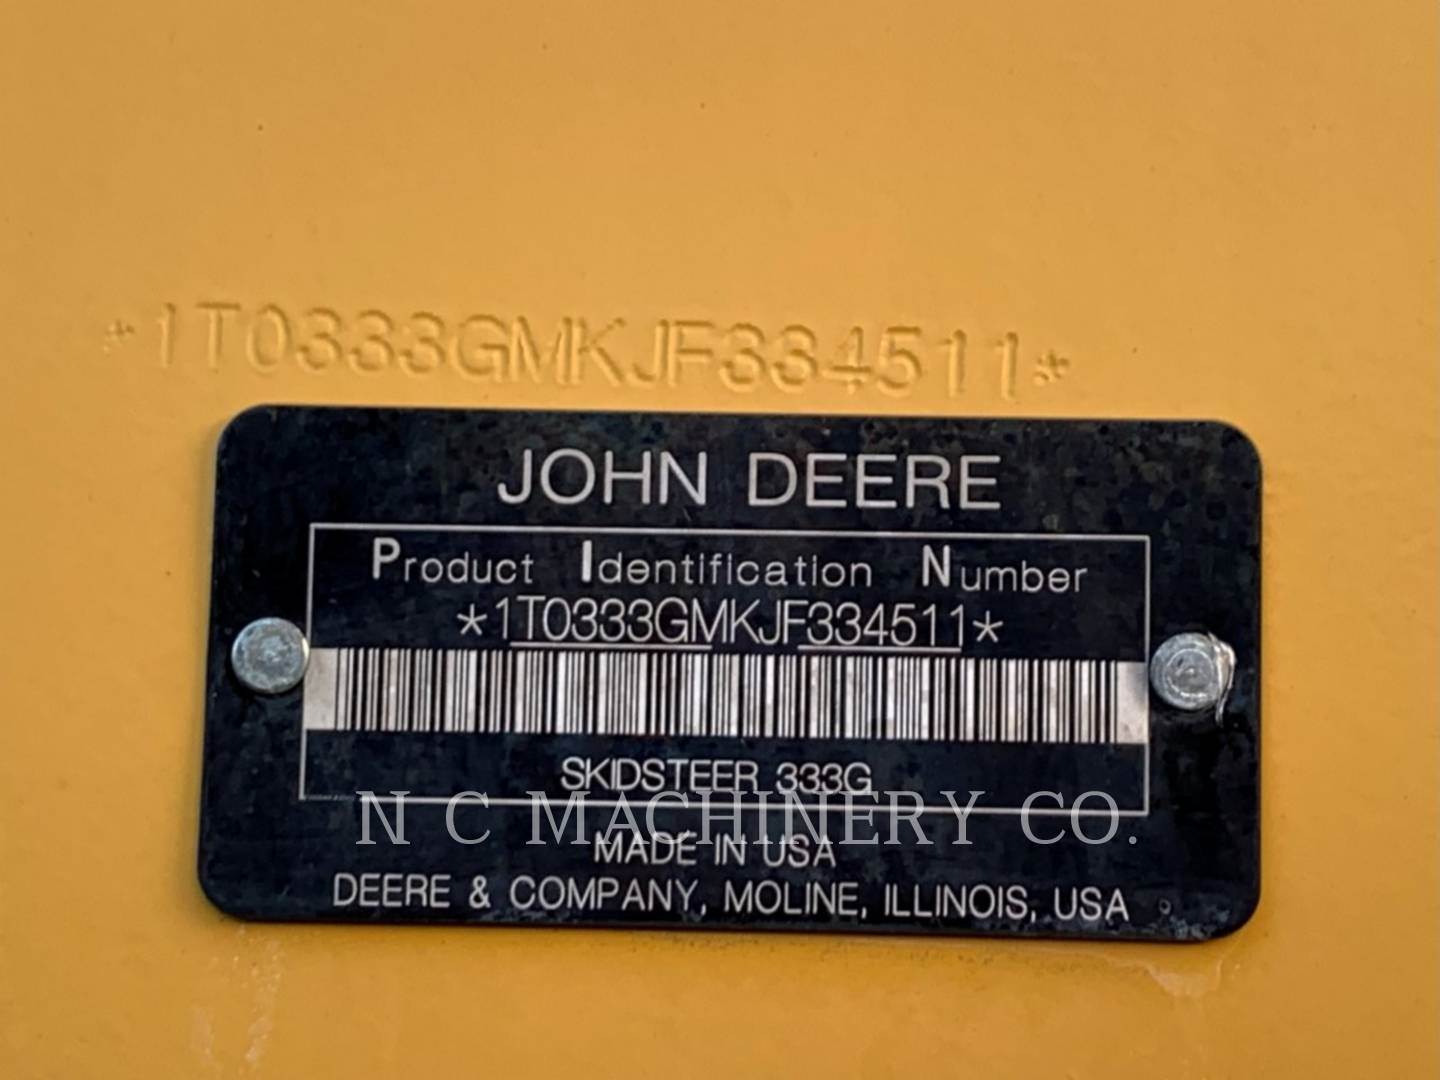 *1T0333GMKJF334511*
JOHN DEERE
Product Identification Number
*1T0333GMKJF334511*
SKIDSTEER 333G
N C MACHINERY CO.
MADE IN USA
DEERE & COMPANY, MOLINE, ILLINOIS, USA